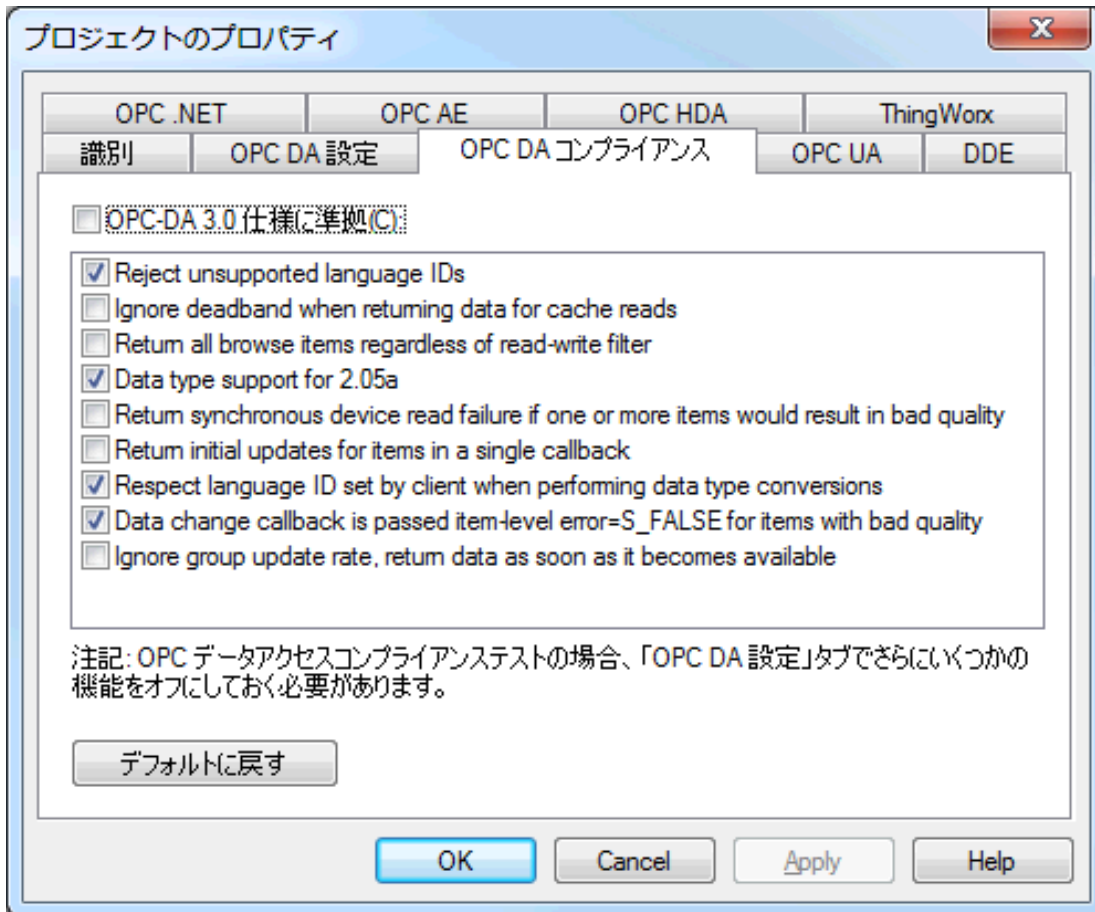 プロジェクトのプロパティ
OPC .NET OPC AE OPC HDA ThingWorx
識別 OPC DA 設定 OPC DA コンプライアンス OPC UA DDE
OPC-DA 3.0 仕様に準拠(C):
Reject unsupported language IDs
Ignore deadband when returning data for cache reads
Return all browse items regardless of read-write filter
Data type support for 2.05a
Return synchronous device read failure if one or more items would result in bad quality
Return initial updates for items in a single callback
Respect language ID set by client when performing data type conversions
Data change callback is passed item-level error=S_FALSE for items with bad quality
Ignore group update rate, return data as soon as it becomes available
注記: OPC データアクセスコンプライアンステストの場合、「OPC DA 設定」タブでさらにいくつかの
機能をオフにしておく必要があります。
デフォルトに戻す
OK Cancel Apply Help